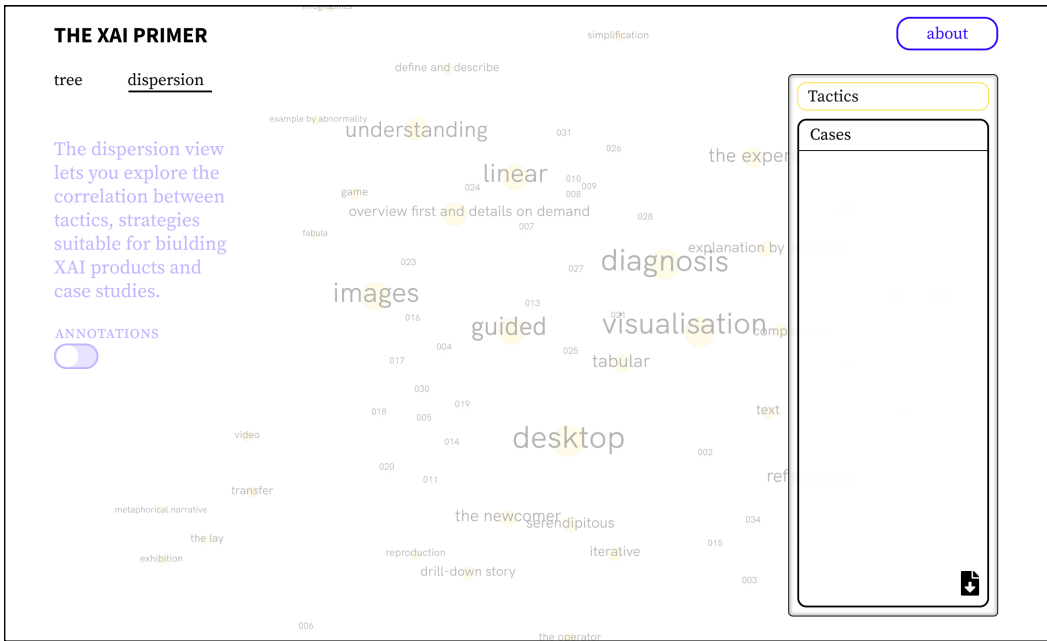 THE XAI PRIMER
about
tree
dispersion
The dispersion view
lets you explore the
correlation between
tactics, strategies
suitable for biulding
XAI products and
case studies.
ANNOTATIONS
infographics
simplification
define and describe
example by abnormality
understanding
031
026
the exper
linear
010
009
008
024
game
overview first and details on demand
028
007
fabula
explanation by
diagnosis
023
027
images
013
016
021
guided
visualisation
comp
004
025
017
tabular
030
019
018
005
text
video
desktop
014
002
020
011
ref
transfer
metaphorical narrative
the newcomer
serendipitous
034
the lay
015
exhibition
reproduction
iterative
drill-down story
003
006
the operator
Tactics
Cases